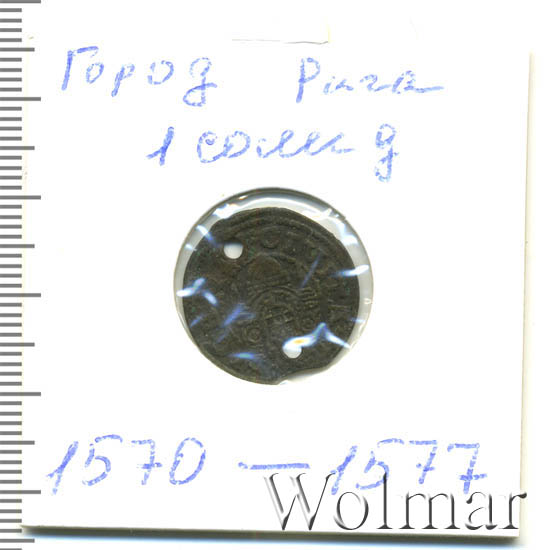 Город Рига
1 солид
1570 — 1577
Wolmar